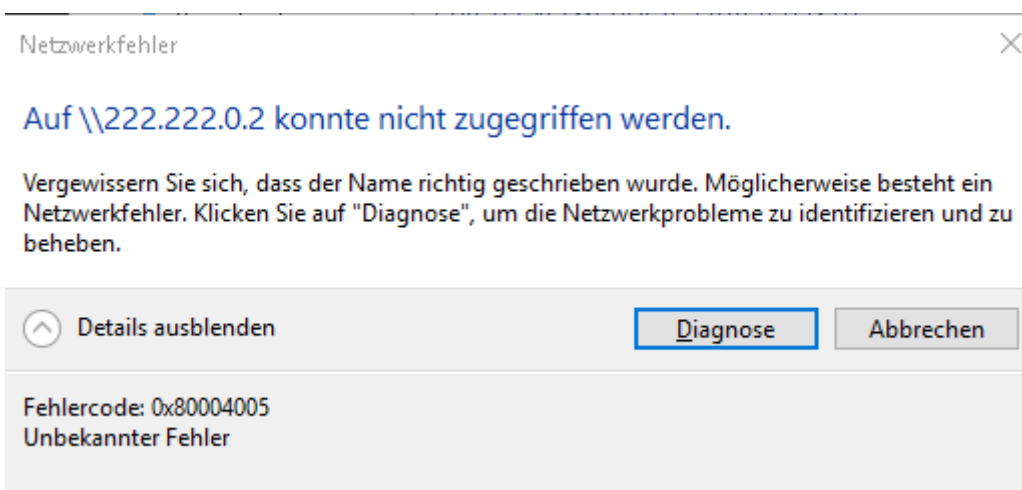 Netzwerkfehler
Auf \\222.222.0.2 konnte nicht zugegriffen werden.
Vergewissern Sie sich, dass der Name richtig geschrieben wurde. Möglicherweise besteht ein
Netzwerkfehler. Klicken Sie auf "Diagnose", um die Netzwerkprobleme zu identifizieren und zu
beheben.
Details ausblenden
Diagnose
Abbrechen
Fehlercode: 0x80004005
Unbekannter Fehler